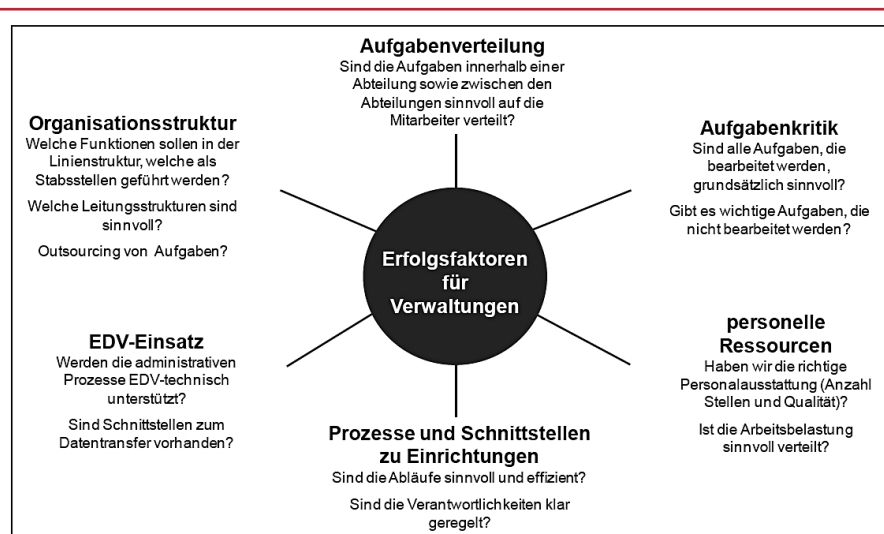 Aufgabenverteilung
Sind die Aufgaben innerhalb einer
Abteilung sowie zwischen den
Abteilungen sinnvoll auf die
Mitarbeiter verteilt?
Organisationsstruktur
Welche Funktionen sollen in der
Linienstruktur, welche als
Stabsstellen geführt werden?
Welche Leitungsstrukturen sind
sinnvoll?
Outsourcing von Aufgaben?
Aufgabenkritik
Sind alle Aufgaben, die
bearbeitet werden,
grundsätzlich sinnvoll?
Gibt es wichtige Aufgaben, die
nicht bearbeitet werden?
Erfolgsfaktoren
für
Verwaltungen
EDV-Einsatz
Werden die administrativen
Prozesse EDV-technisch
unterstützt?
Sind Schnittstellen zum
Datentransfer vorhanden?
personelle
Ressourcen
Haben wir die richtige
Personalausstattung (Anzahl
Stellen und Qualität)?
Ist die Arbeitsbelastung
sinnvoll verteilt?
Prozesse und Schnittstellen
zu Einrichtungen
Sind die Abläufe sinnvoll und effizient?
Sind die Verantwortlichkeiten klar
geregelt?